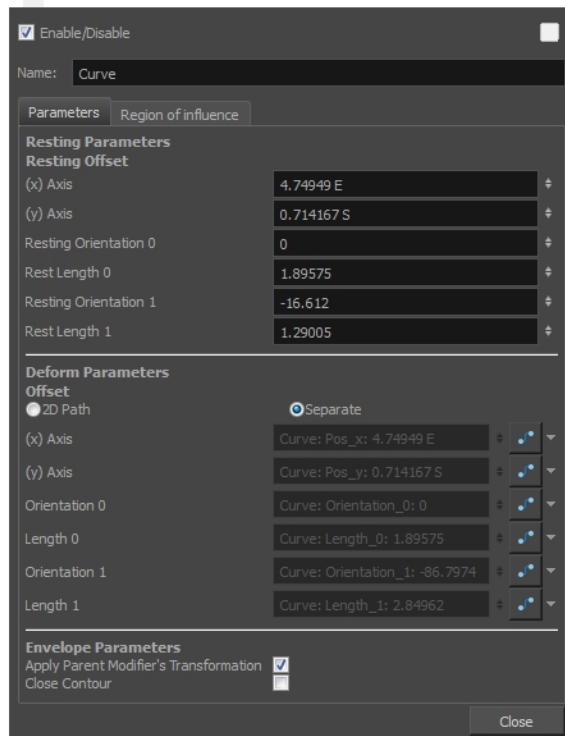 Enable/Disable
Name: Curve
Parameters Region of influence
Resting Parameters
Resting Offset
(x) Axis 4.74949 E
(y) Axis 0.714167 S
Resting Orientation 0 0
Rest Length 0 1.89575
Resting Orientation 1 -16.612
Rest Length 1 1.29005
Deform Parameters
Offset
2D Path Separate
(x) Axis Curve: Pos_x: 4.74949 E
(y) Axis Curve: Pos_y: 0.714167 S
Orientation 0 Curve: Orientation_0: 0
Length 0 Curve: Length_0: 1.89575
Orientation 1 Curve: Orientation_1: -86.7974
Length 1 Curve: Length_1: 2.84962
Envelope Parameters
Apply Parent Modifier's Transformation
Close Contour
Close